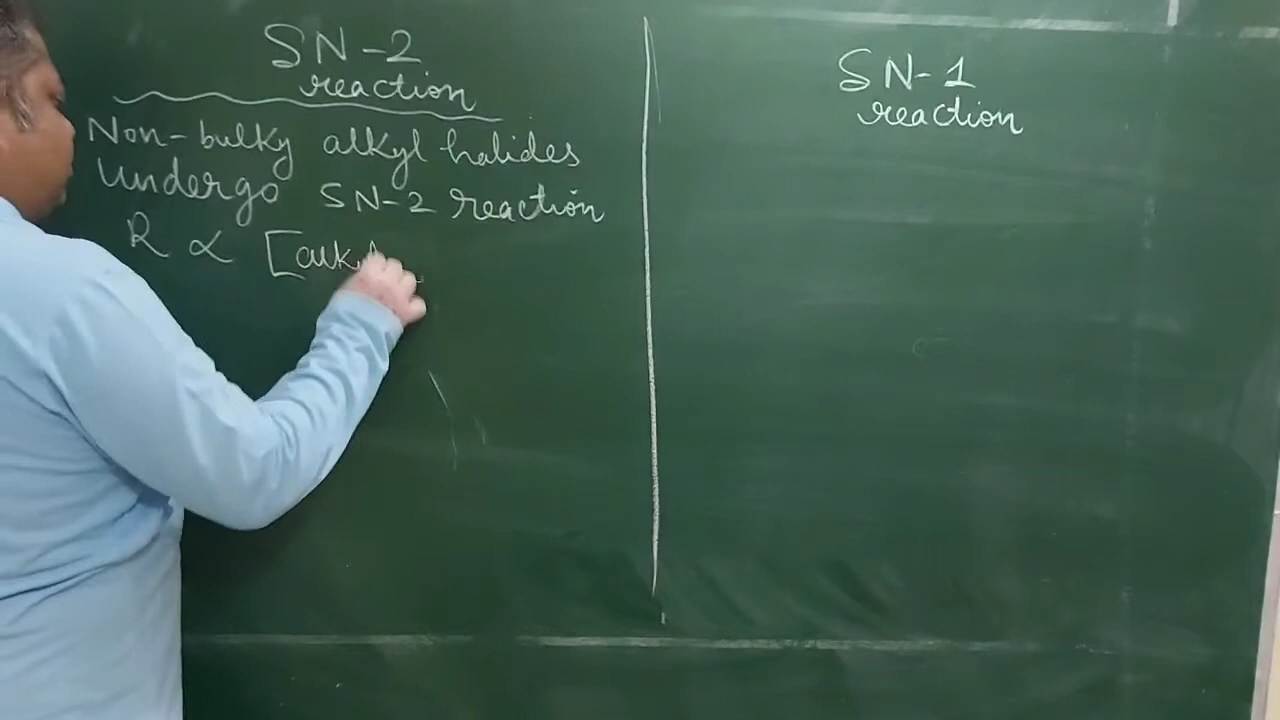 SN-2
reaction
Non-bulky alkyl halides
undergo SN-2 reaction
R ∝ [alk
SN-1
reaction